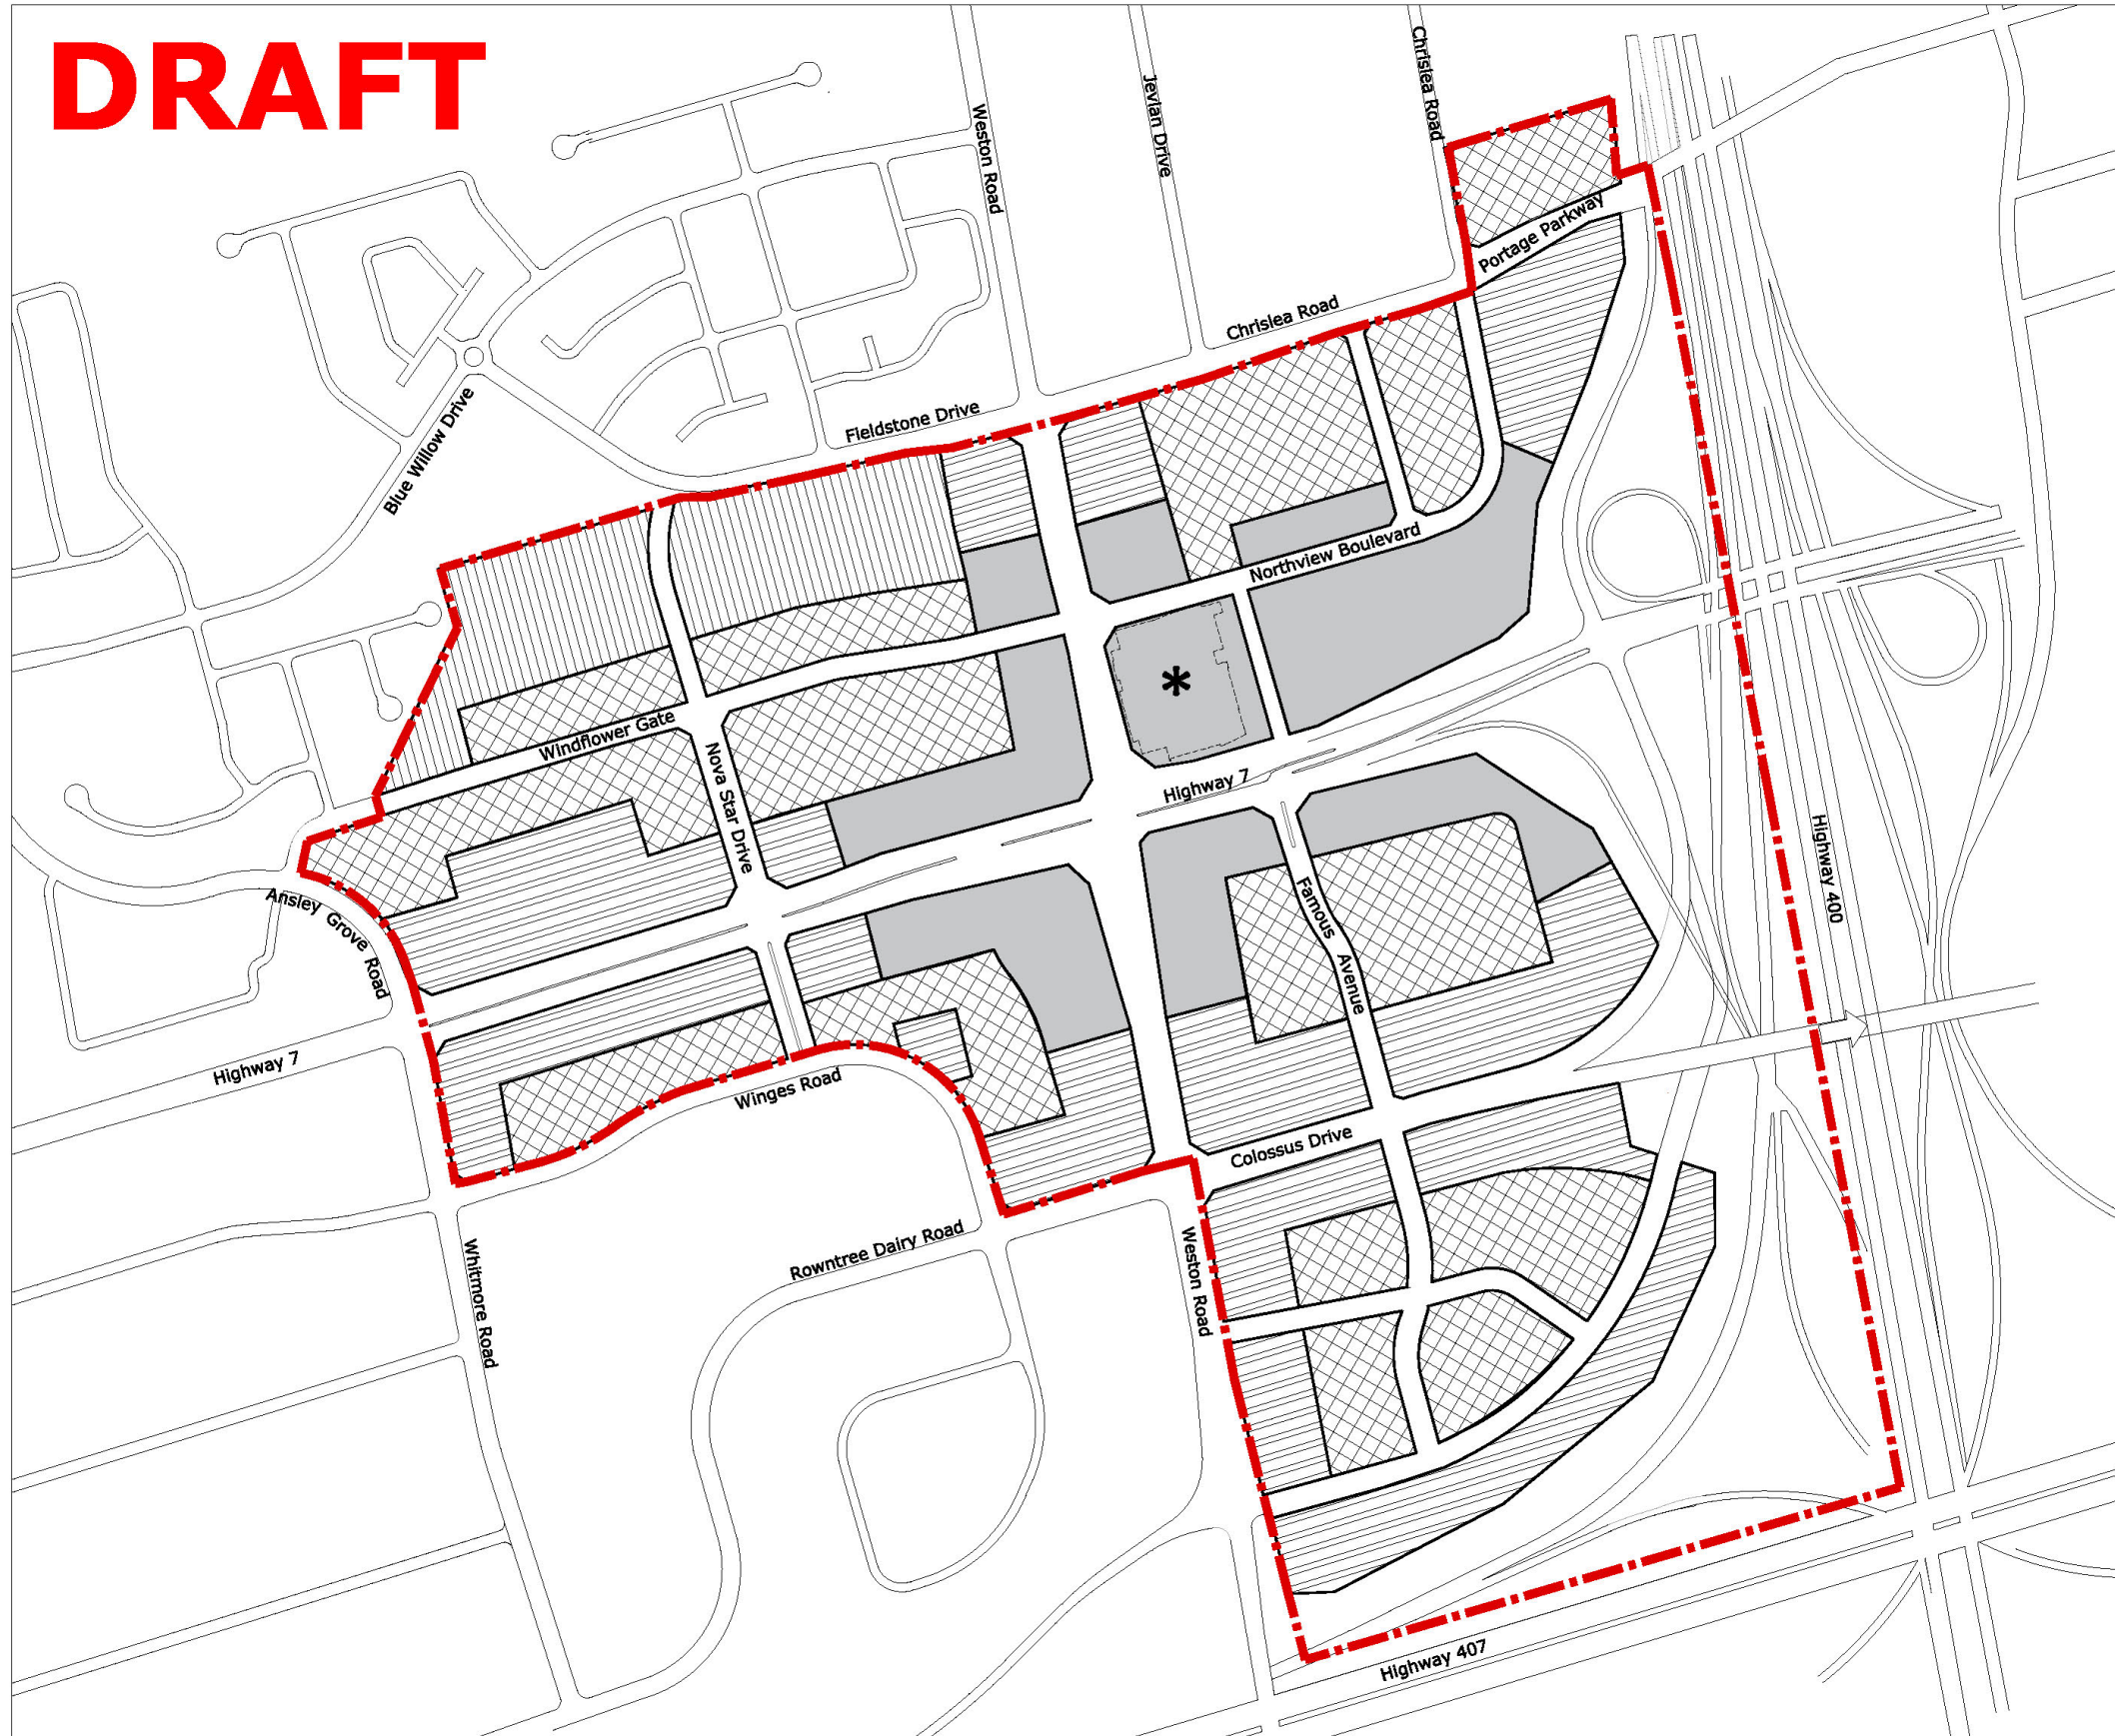 DRAFT
Weston Road
Jevlan Drive
Chrislea Road
Portage Parkway
Chrislea Road
Fieldstone Drive
Blue Willow Drive
Northview Boulevard
Windflower Gate
Nova Star Drive
*
Highway 7
Highway 400
Famous Avenue
Ansley Grove Road
Highway 7
Winges Road
Colossus Drive
Rowntree Dairy Road
Weston Road
Whitmore Road
Highway 407